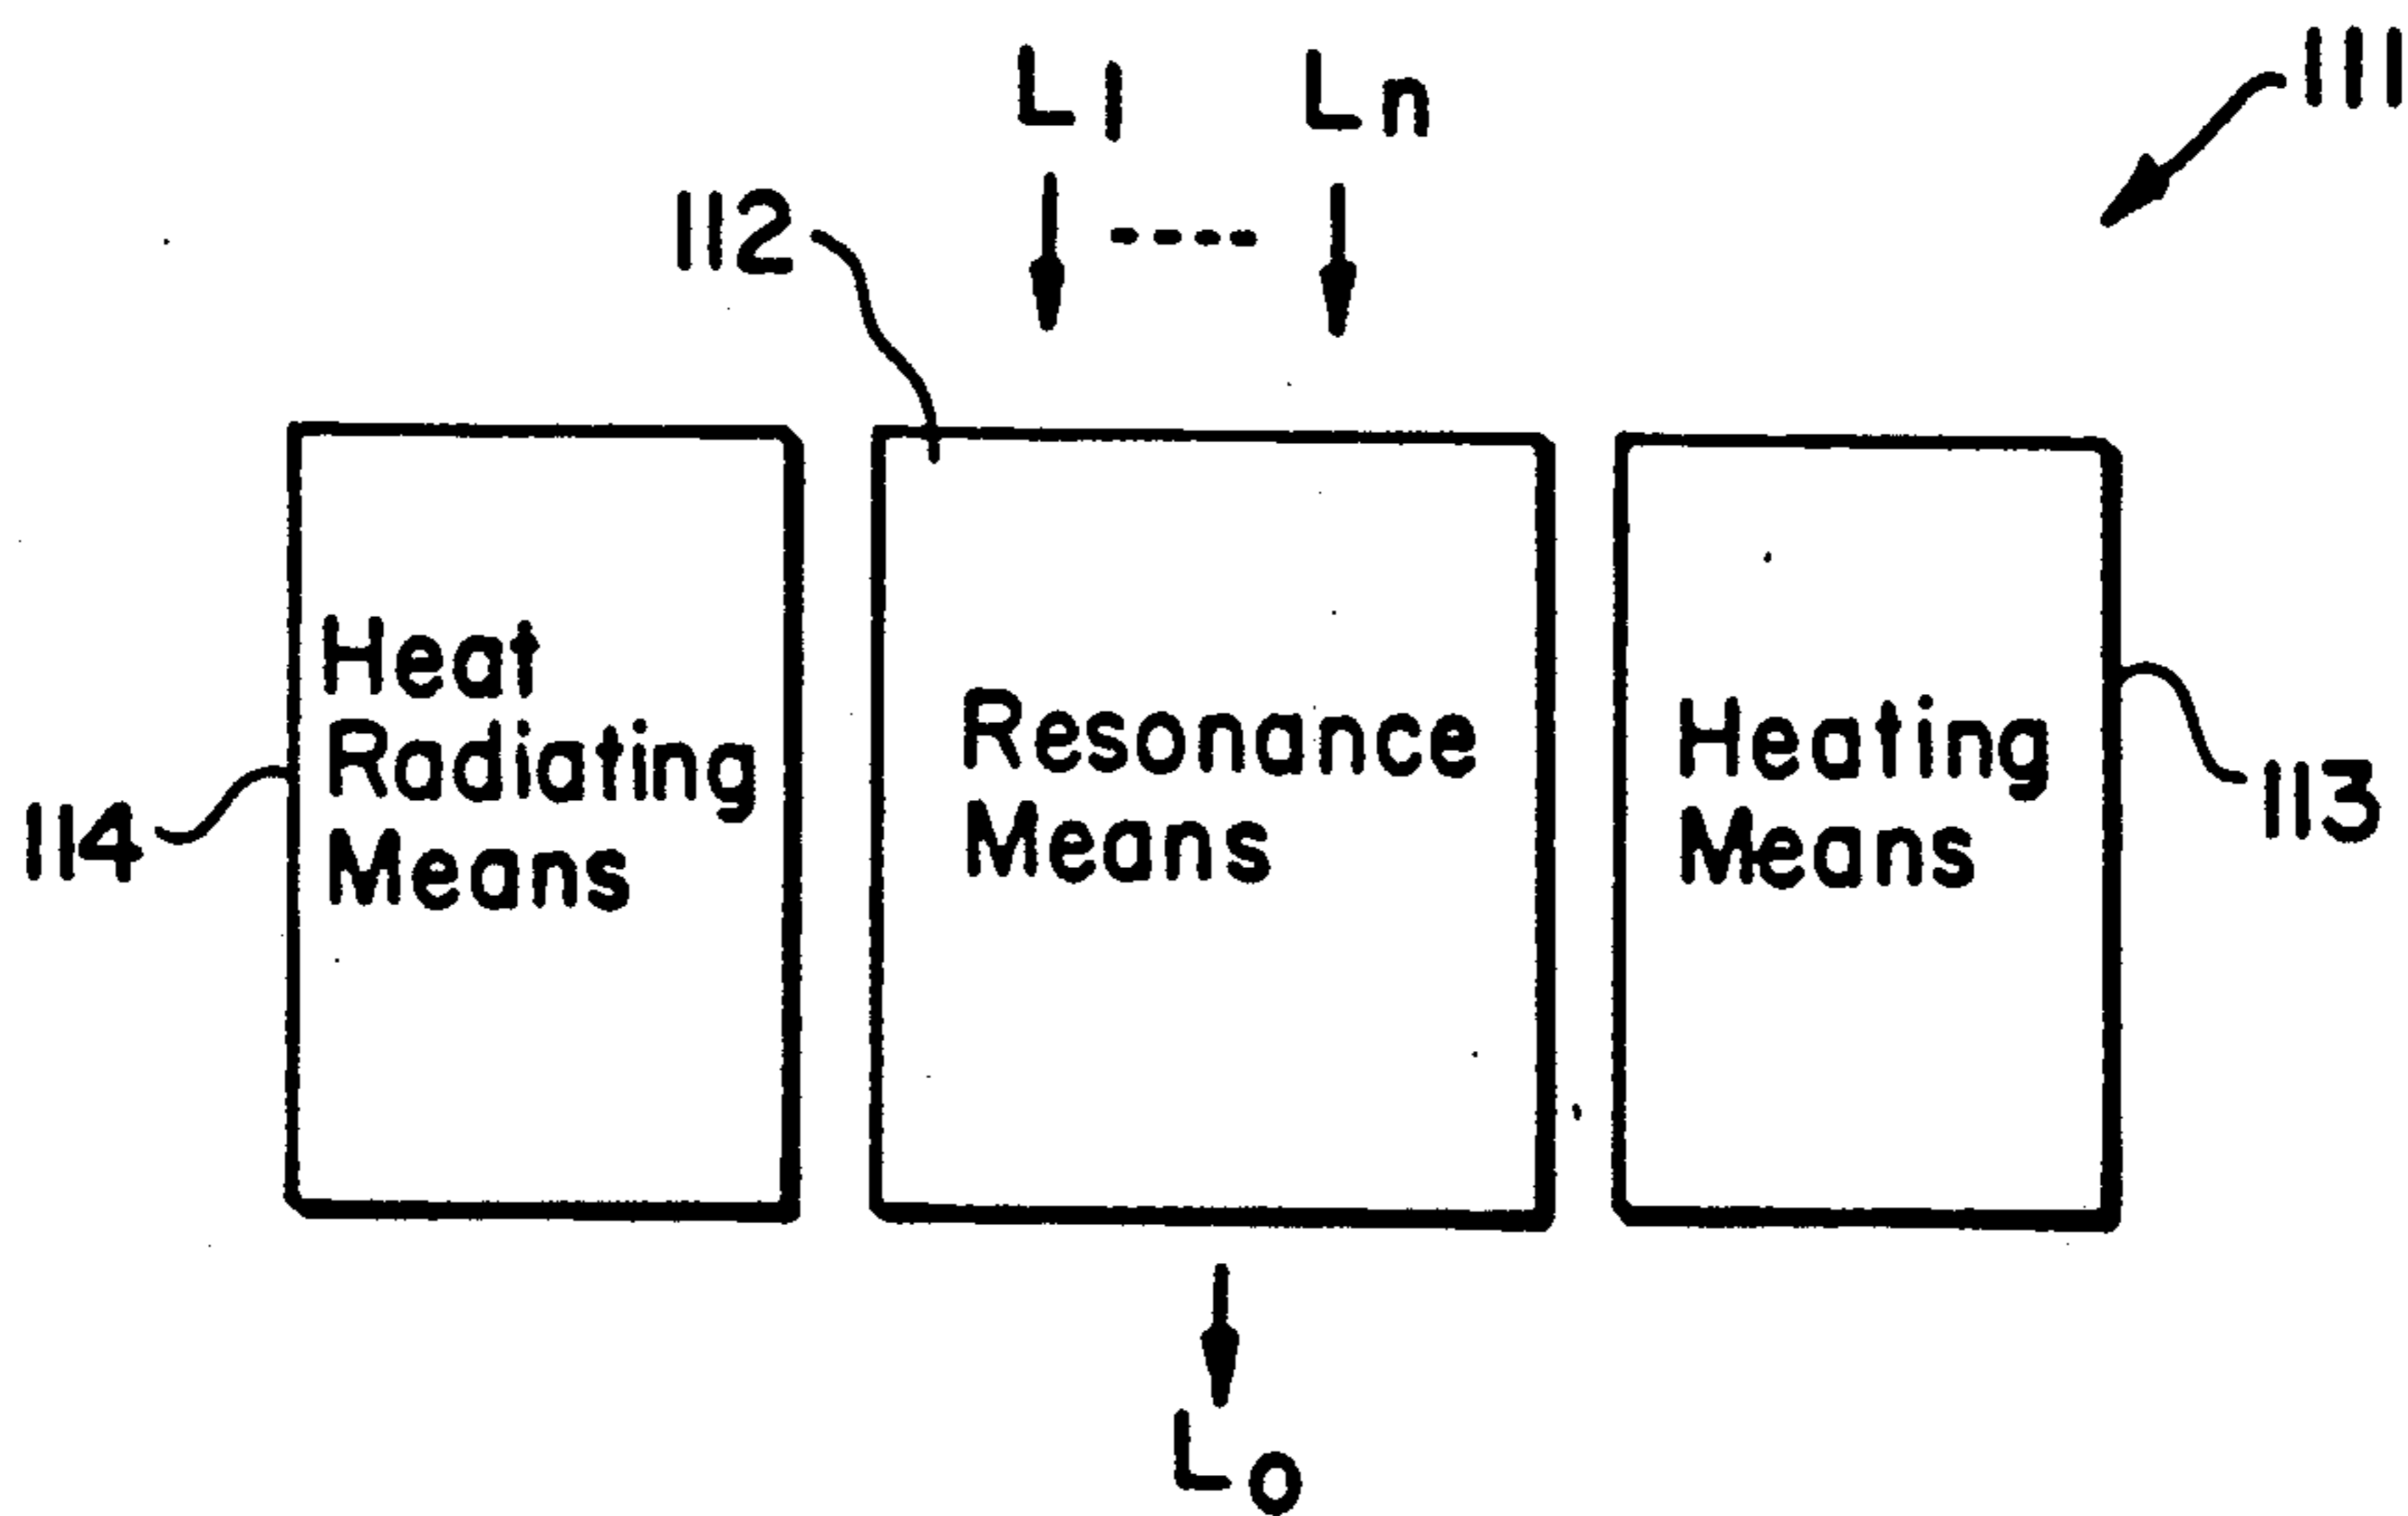 L1 Ln
111
112
Heat
Radiating
Means
Resonance
Means
Heating
Means
114
113
Lo